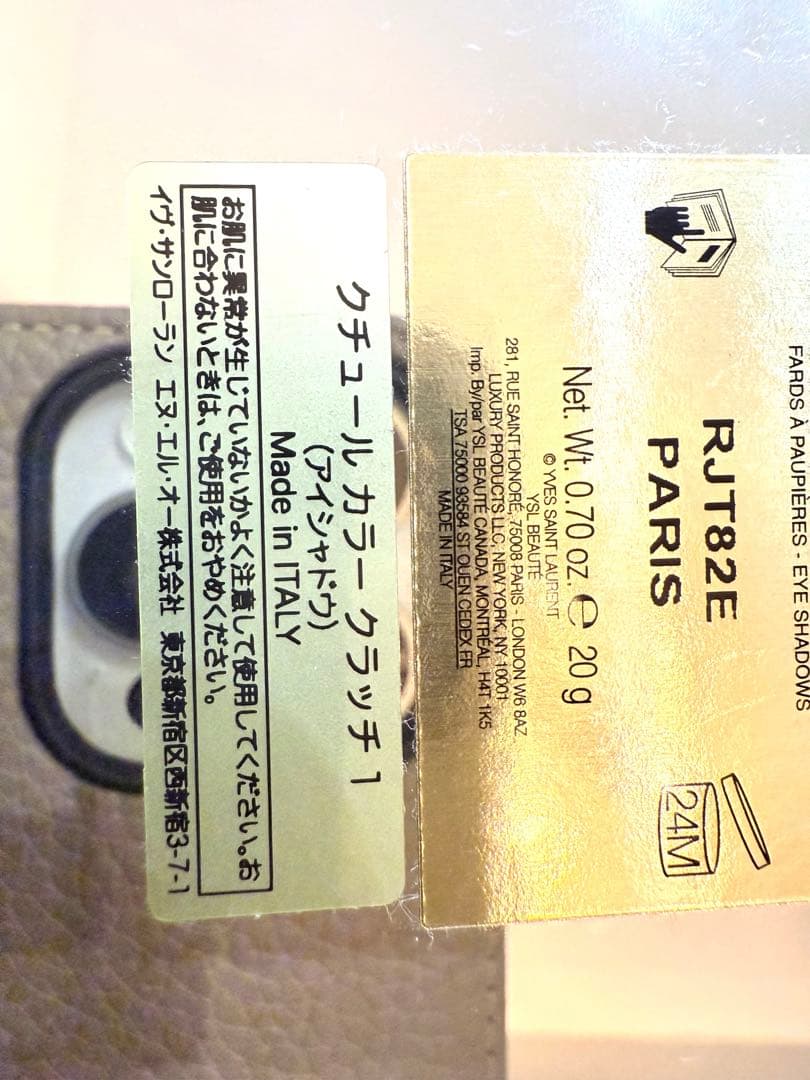 FARDS À PAUPIÈRES - EYE SHADOWS
RJT82E
PARIS
24M
Net. Wt. 0.70 oz. ℮ 20 g
© YVES SAINT LAURENT
YSL BEAUTÉ
281, RUE SAINT HONORÉ, 75008 PARIS - LONDON W6 8AZ
LUXURY PRODUCTS LLC, NEW YORK, NY 10001
Imp. By/par YSL BEAUTÉ CANADA, MONTRÉAL, H4T 1K5
TSA 75000 93584 ST OUEN CEDEX FR
MADE IN ITALY
クチュール カラー クラッチ 1
(アイシャドウ)
Made in ITALY
お肌に異常が生じていないかよく注意して使用してください。お
肌に合わないときは、ご使用をおやめください。
イヴ・サンローラン エヌ・エル・オー株式会社 東京都新宿区西新宿3-7-1